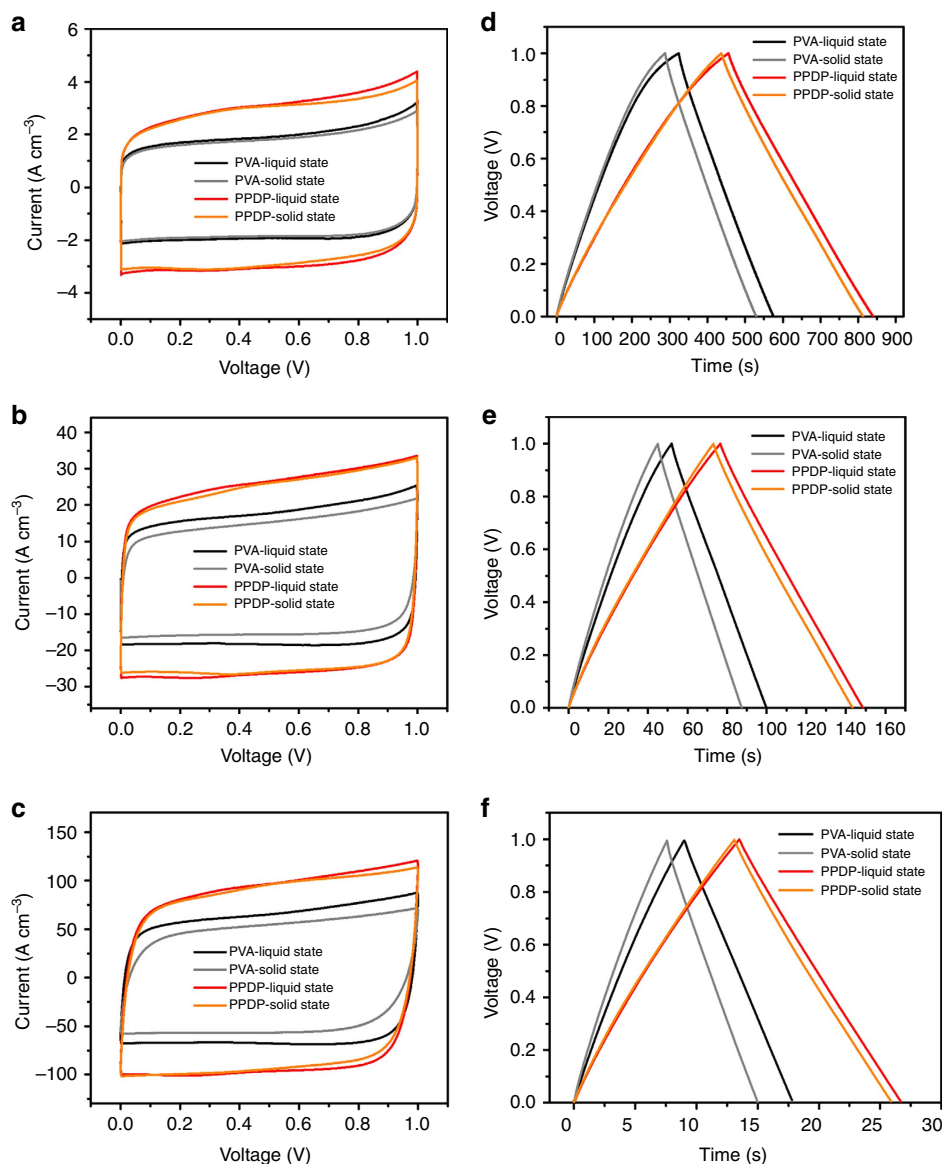 a
6
4
2
0
−2
−4
Current (A cm⁻³)
PVA-liquid state
PVA-solid state
PPDP-liquid state
PPDP-solid state
0.0 0.2 0.4 0.6 0.8 1.0
Voltage (V)
d
1.0
0.8
0.6
0.4
0.2
0.0
Voltage (V)
PVA-liquid state
PVA-solid state
PPDP-liquid state
PPDP-solid state
0 100 200 300 400 500 600 700 800 900
Time (s)
b
40
30
20
10
0
−10
−20
−30
Current (A cm⁻³)
PVA-liquid state
PVA-solid state
PPDP-liquid state
PPDP-solid state
0.0 0.2 0.4 0.6 0.8 1.0
Voltage (V)
e
1.0
0.8
0.6
0.4
0.2
0.0
Voltage (V)
PVA-liquid state
PVA-solid state
PPDP-liquid state
PPDP-solid state
0 20 40 60 80 100 120 140 160
Time (s)
c
150
100
50
0
−50
−100
Current (A cm⁻³)
PVA-liquid state
PVA-solid state
PPDP-liquid state
PPDP-solid state
0.0 0.2 0.4 0.6 0.8 1.0
Voltage (V)
f
1.0
0.8
0.6
0.4
0.2
0.0
Voltage (V)
PVA-liquid state
PVA-solid state
PPDP-liquid state
PPDP-solid state
0 5 10 15 20 25 30
Time (s)